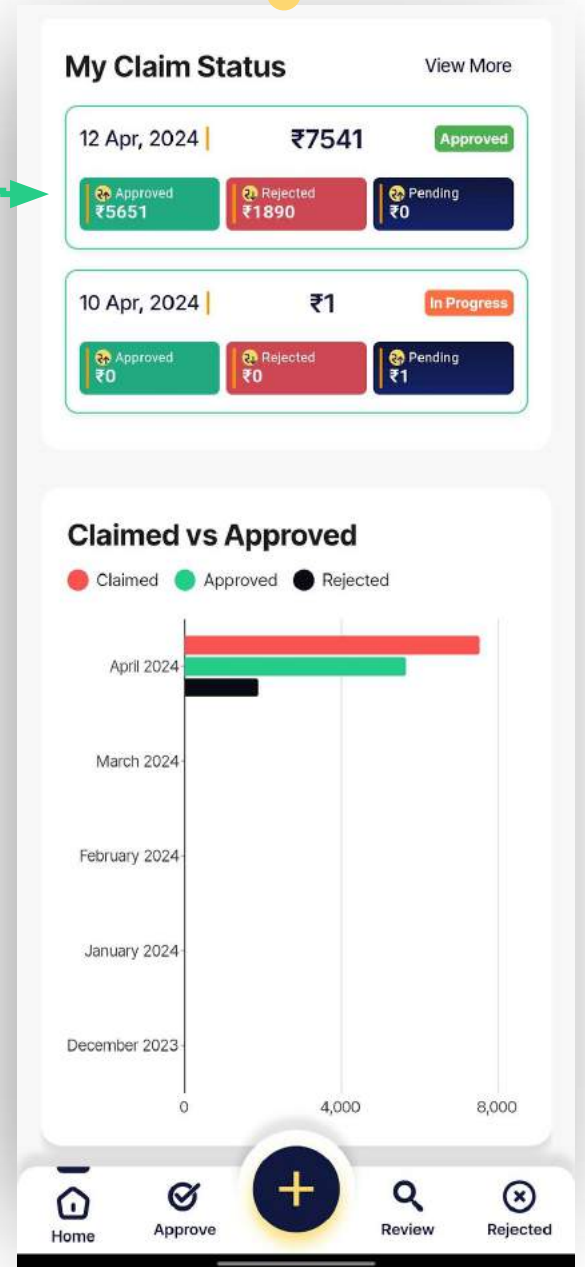 My Claim Status View More
12 Apr, 2024 ₹7541 Approved
Approved Rejected Pending
₹5651 ₹1890 ₹0
10 Apr, 2024 ₹1 In Progress
Approved Rejected Pending
₹0 ₹0 ₹1
Claimed vs Approved
Claimed Approved Rejected
April 2024
March 2024
February 2024
January 2024
December 2023
0 4,000 8,000
Home Approve + Review Rejected